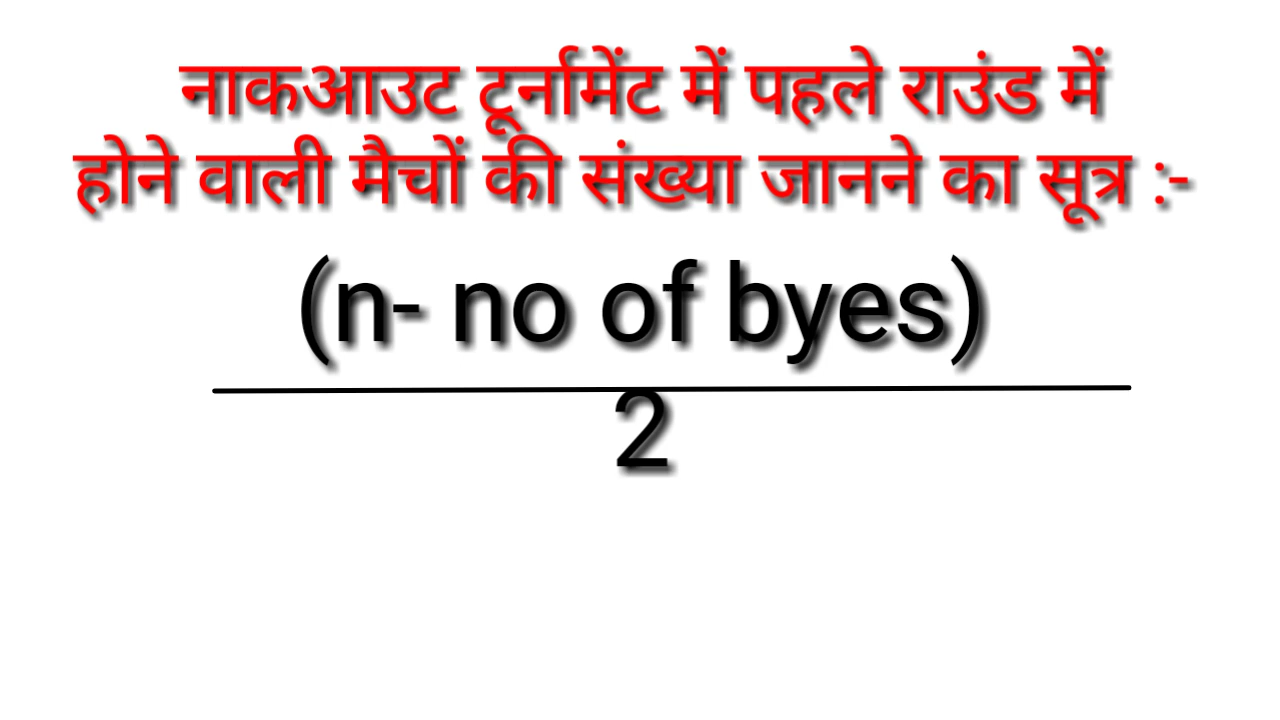 नाकआउट टूर्नामेंट में पहले राउंड में
होने वाली मैचों की संख्या जानने का सूत्र :-
(n- no of byes)
2